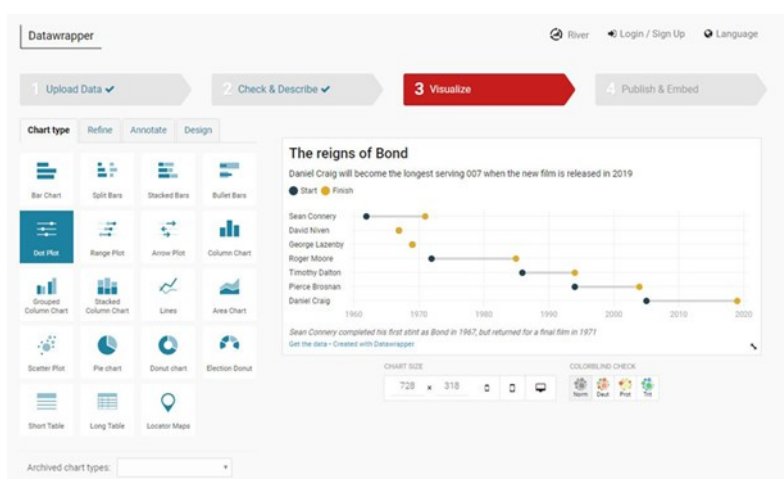 Datawrapper
River
Login / Sign Up
Language
1 Upload Data
2 Check & Describe
3 Visualize
4 Publish & Embed
Chart type
Refine
Annotate
Design
Bar Chart
Split Bars
Stacked Bars
Bullet Bars
Dot Plot
Range Plot
Arrow Plot
Column Chart
Grouped
Column Chart
Stacked
Column Chart
Lines
Area Chart
Scatter Plot
Pie chart
Donut chart
Election Donut
Short Table
Long Table
Locator Maps
Archived chart types:
The reigns of Bond
Daniel Craig will become the longest serving 007 when the new film is released in 2019
Start Finish
Sean Connery
David Niven
George Lazenby
Roger Moore
Timothy Dalton
Pierce Brosnan
Daniel Craig
1960 1970 1980 1990 2000 2010 2020
Sean Connery completed his first stint as Bond in 1967, but returned for a final film in 1971
Get the data • Created with Datawrapper
CHART SIZE
728 x 318
COLORBLIND CHECK
Norm Deut Prot Trit